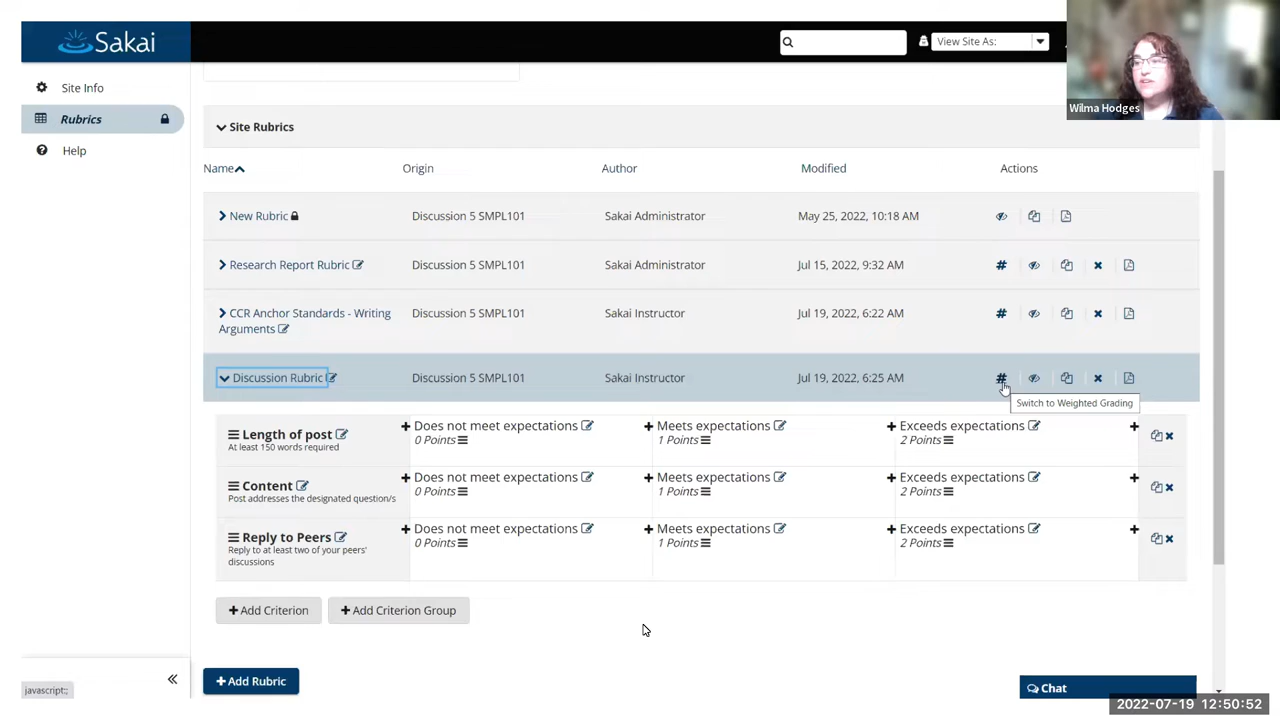 Sakai
View Site As:
Wilma Hodges
Site Info
Rubrics
Help
Site Rubrics
Name Origin Author Modified Actions
New Rubric Discussion 5 SMPL101 Sakai Administrator May 25, 2022, 10:18 AM
Research Report Rubric Discussion 5 SMPL101 Sakai Administrator Jul 15, 2022, 9:32 AM #
CCR Anchor Standards - Writing
Arguments Discussion 5 SMPL101 Sakai Instructor Jul 19, 2022, 6:22 AM #
Discussion Rubric Discussion 5 SMPL101 Sakai Instructor Jul 19, 2022, 6:25 AM #
Switch to Weighted Grading
Length of post
At least 150 words required
Does not meet expectations
0 Points
Meets expectations
1 Points
Exceeds expectations
2 Points
Content
Post addresses the designated question/s
Does not meet expectations
0 Points
Meets expectations
1 Points
Exceeds expectations
2 Points
Reply to Peers
Reply to at least two of your peers'
discussions
Does not meet expectations
0 Points
Meets expectations
1 Points
Exceeds expectations
2 Points
+ Add Criterion
+ Add Criterion Group
+ Add Rubric
javascript:;
Chat
2022-07-19 12:50:52